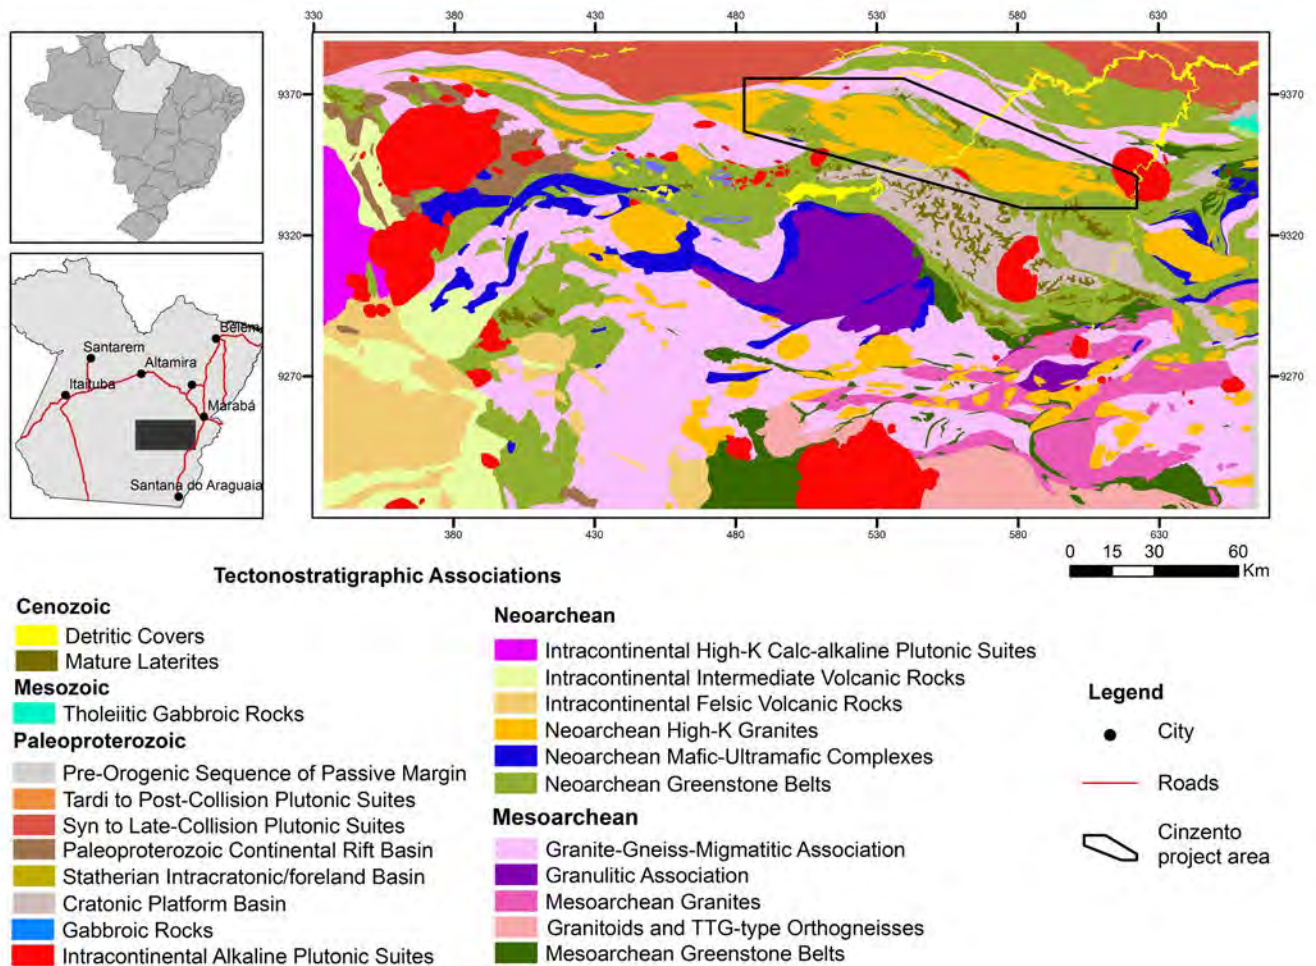 330 380 430 480 530 580 630
9370 9370
9320 9320
9270 9270
380 430 480 530 580 630
Belem
Santarem
Altamira
Itaituba
Marabá
Santana do Araguaia
0 15 30 60
Km
Tectonostratigraphic Associations
Cenozoic
Detritic Covers
Mature Laterites
Mesozoic
Tholeiitic Gabbroic Rocks
Paleoproterozoic
Pre-Orogenic Sequence of Passive Margin
Tardi to Post-Collision Plutonic Suites
Syn to Late-Collision Plutonic Suites
Paleoproterozoic Continental Rift Basin
Statherian Intracratonic/foreland Basin
Cratonic Platform Basin
Gabbroic Rocks
Intracontinental Alkaline Plutonic Suites
Neoarchean
Intracontinental High-K Calc-alkaline Plutonic Suites
Intracontinental Intermediate Volcanic Rocks
Intracontinental Felsic Volcanic Rocks
Neoarchean High-K Granites
Neoarchean Mafic-Ultramafic Complexes
Neoarchean Greenstone Belts
Mesoarchean
Granite-Gneiss-Migmatitic Association
Granulitic Association
Mesoarchean Granites
Granitoids and TTG-type Orthogneisses
Mesoarchean Greenstone Belts
Legend
City
Roads
Cinzento
project area